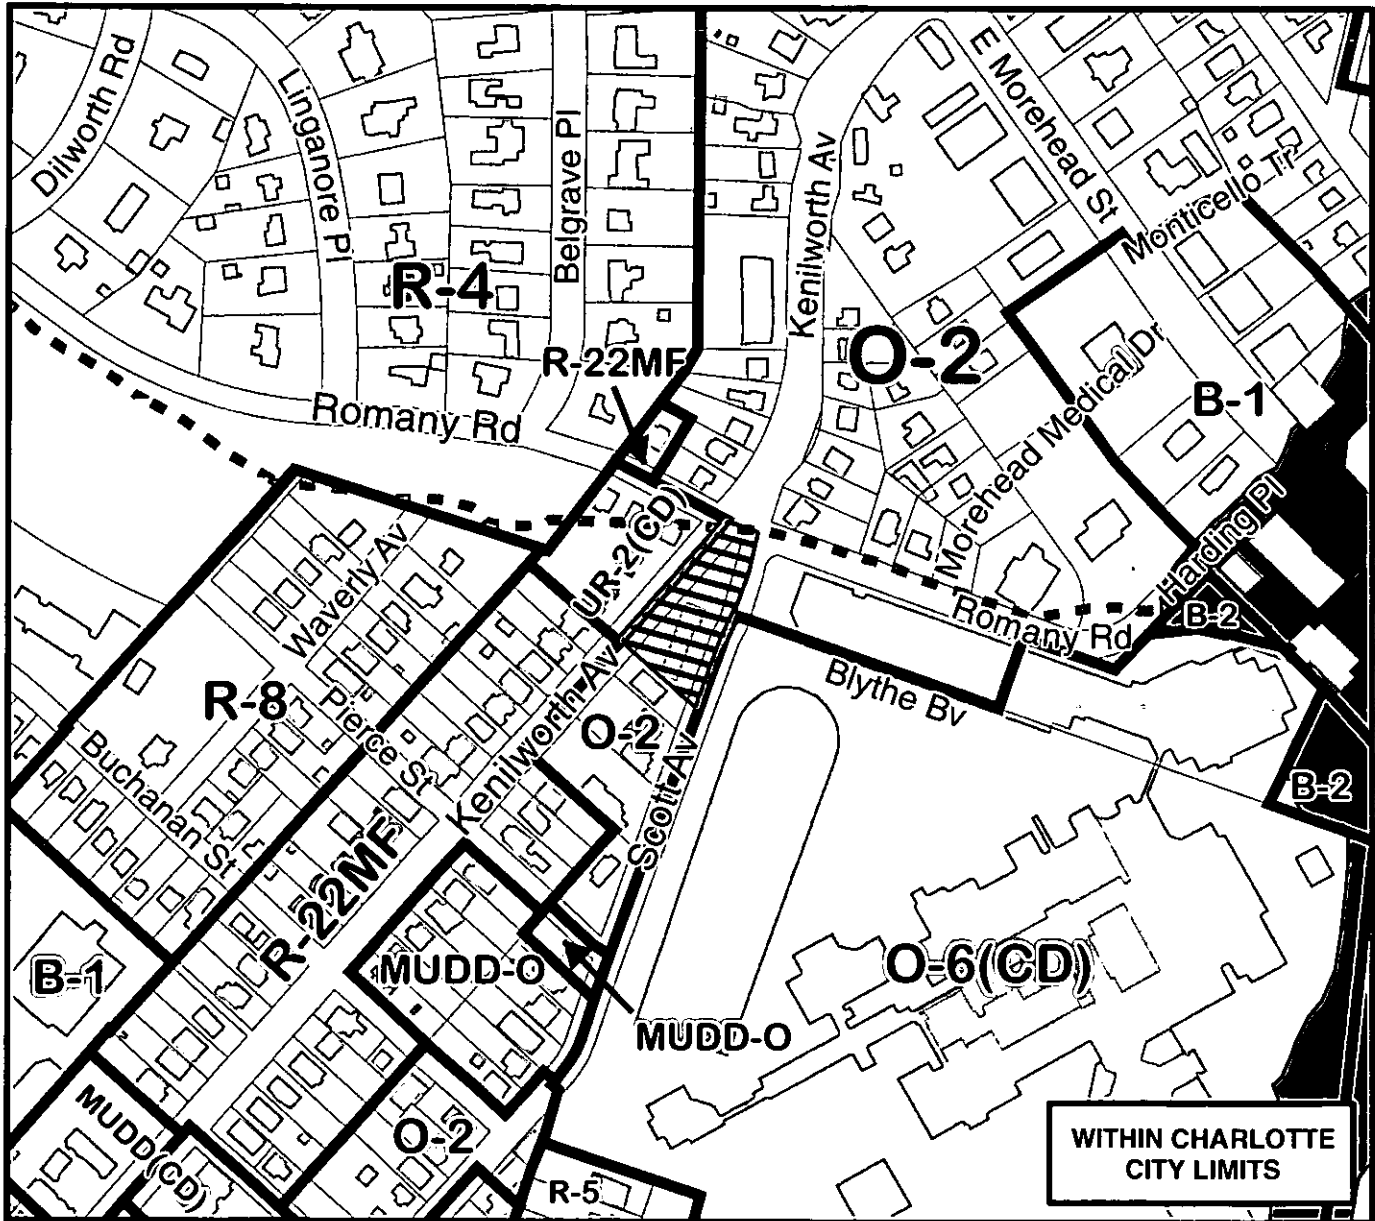 Dilworth Rd
Linganore Pl
Belgrave Pl
Kenilworth Av
E Morehead St
Monticello Tr
R-4
R-22MF
O-2
Morehead Medical Dr
B-1
Romany Rd
UR-2(CD)
Harding Pl
B-2
Romany Rd
Waverly Av
Blythe Bv
R-8
Pierce St
Kenilworth Av
O-2
Scott Av
B-2
Buchanan St
R-22MF
B-1
MUDD-O
O-6(CD)
MUDD-O
MUDD(CD)
O-2
R-5
WITHIN CHARLOTTE
CITY LIMITS